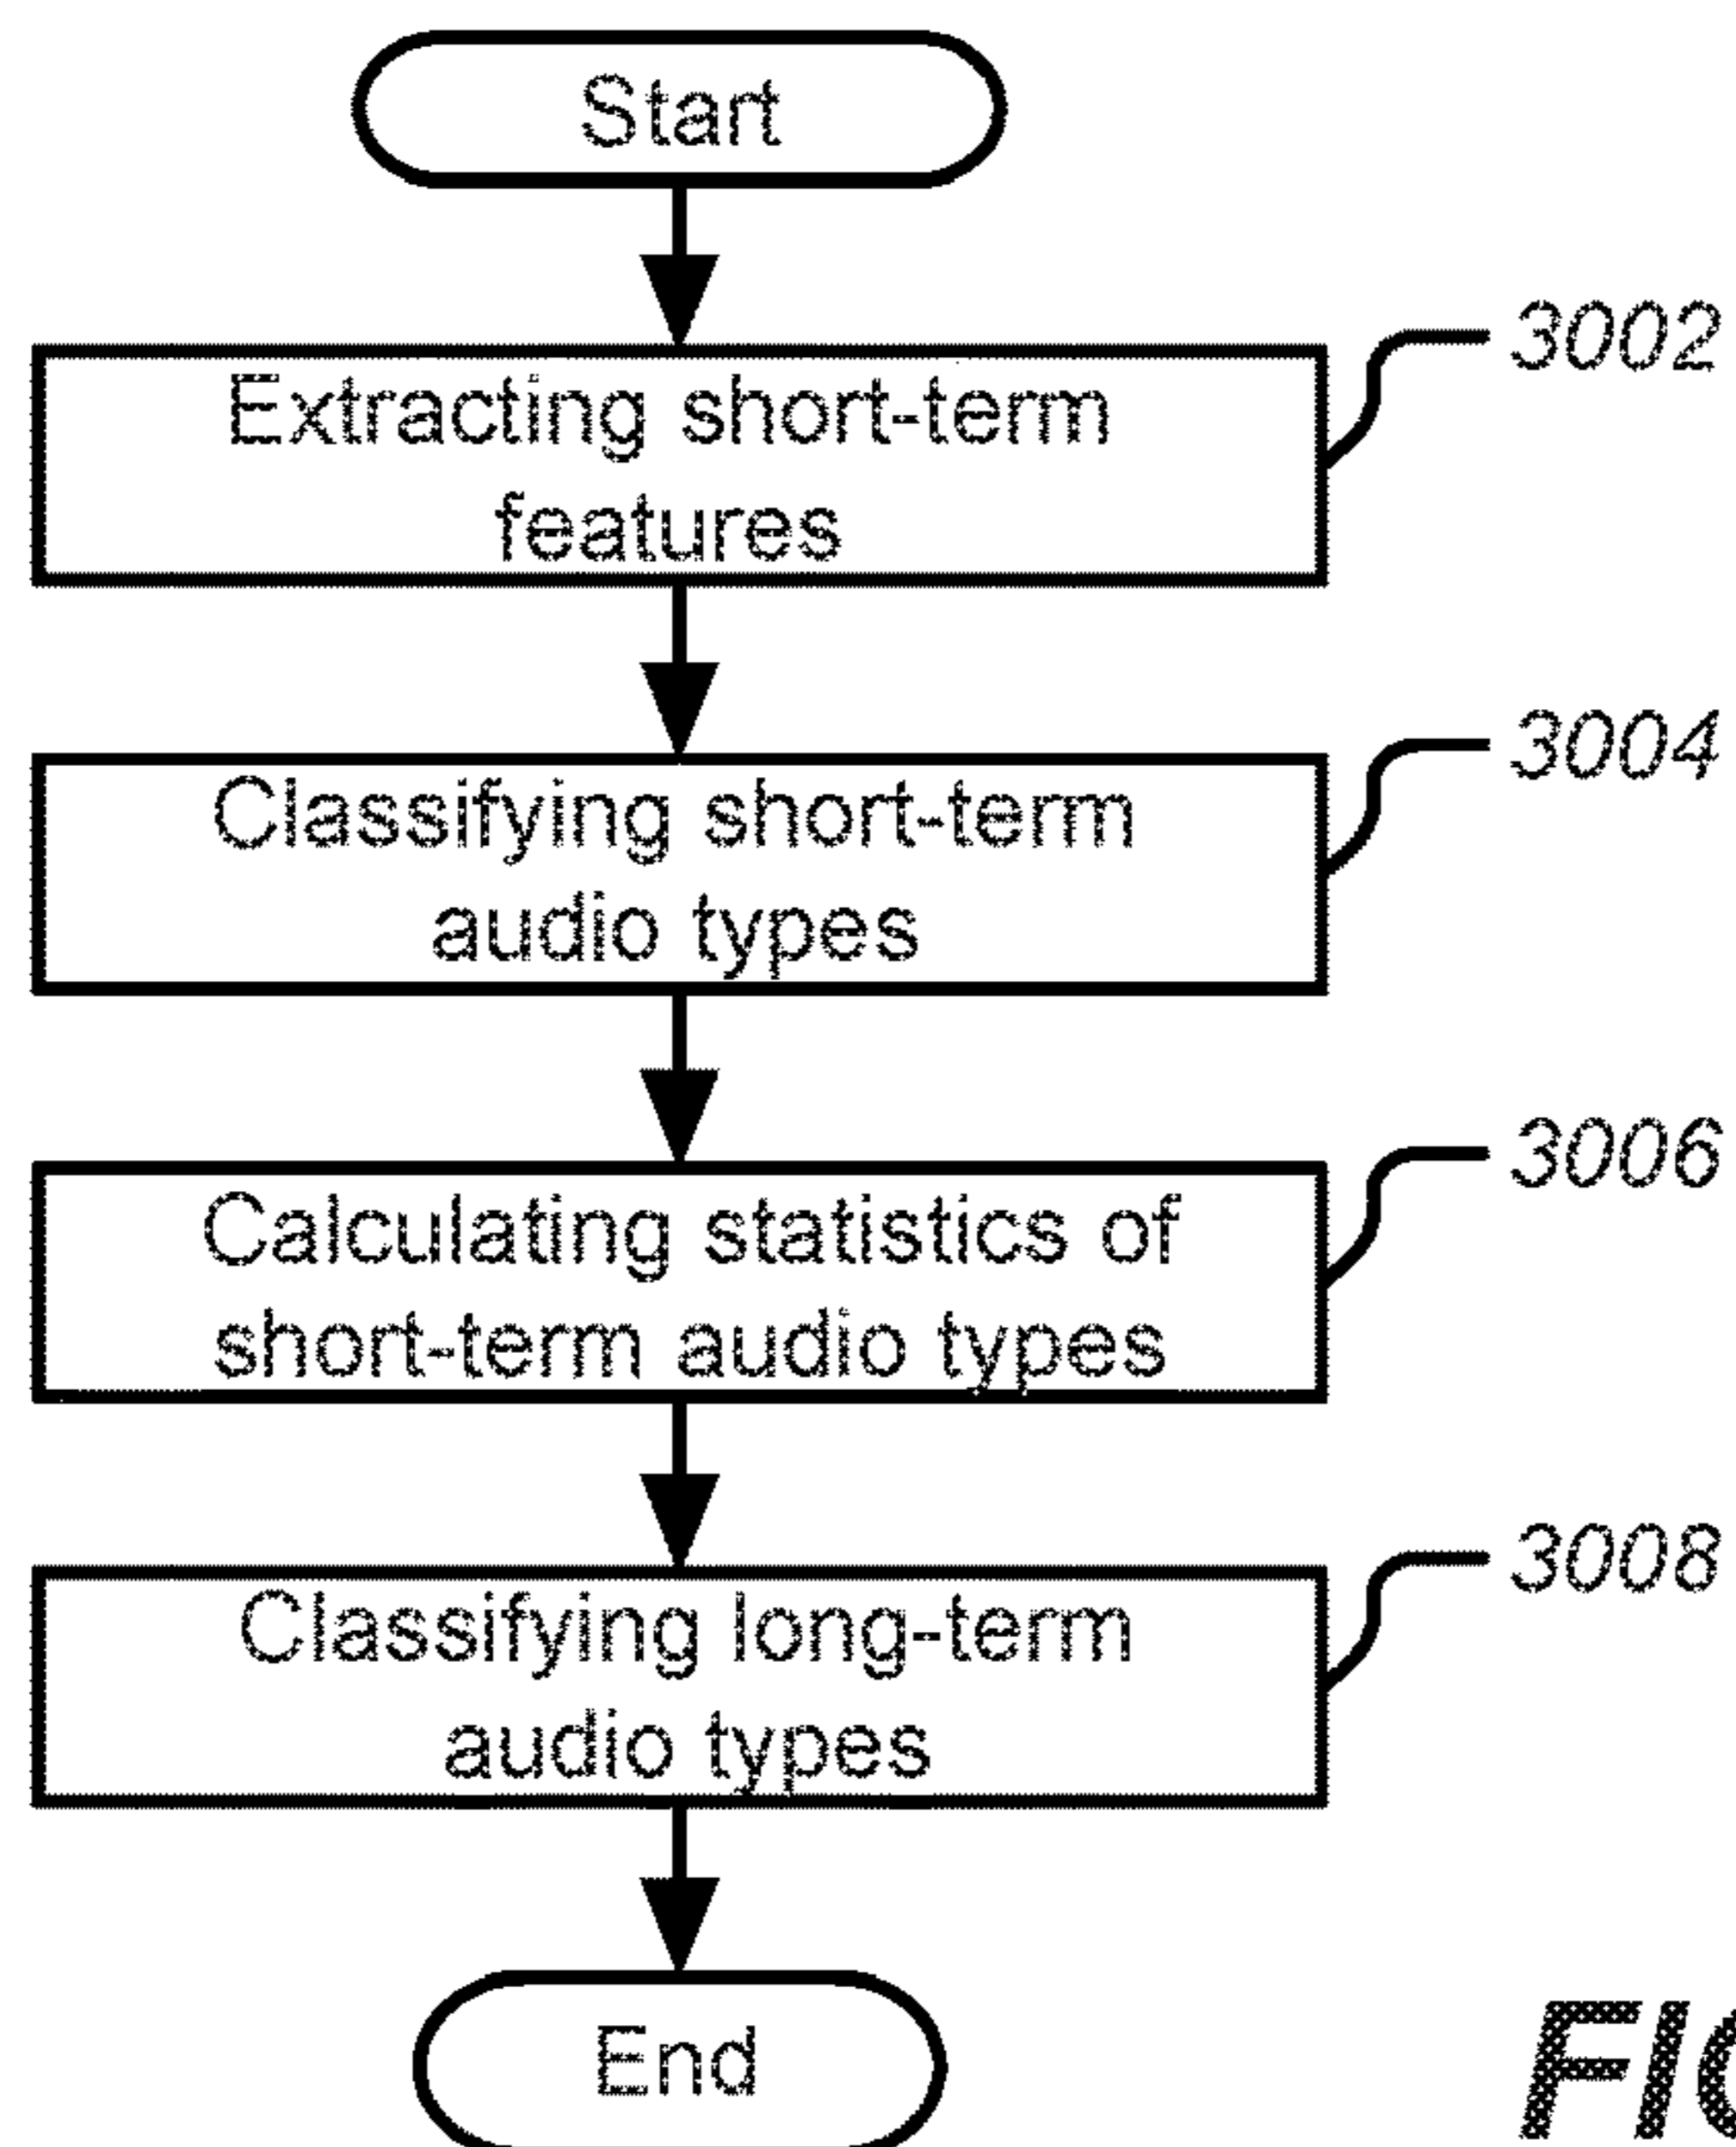 Start
3002
Extracting short-term
features
3004
Classifying short-term
audio types
3006
Calculating statistics of
short-term audio types
3008
Classifying long-term
audio types
End